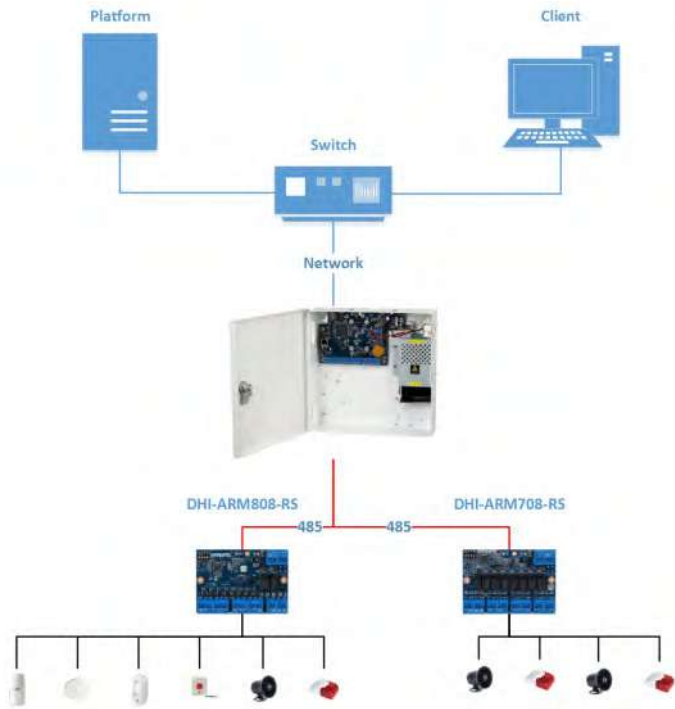 Platform
Client
Switch
Network
DHI-ARM808-RS
DHI-ARM708-RS
485
485